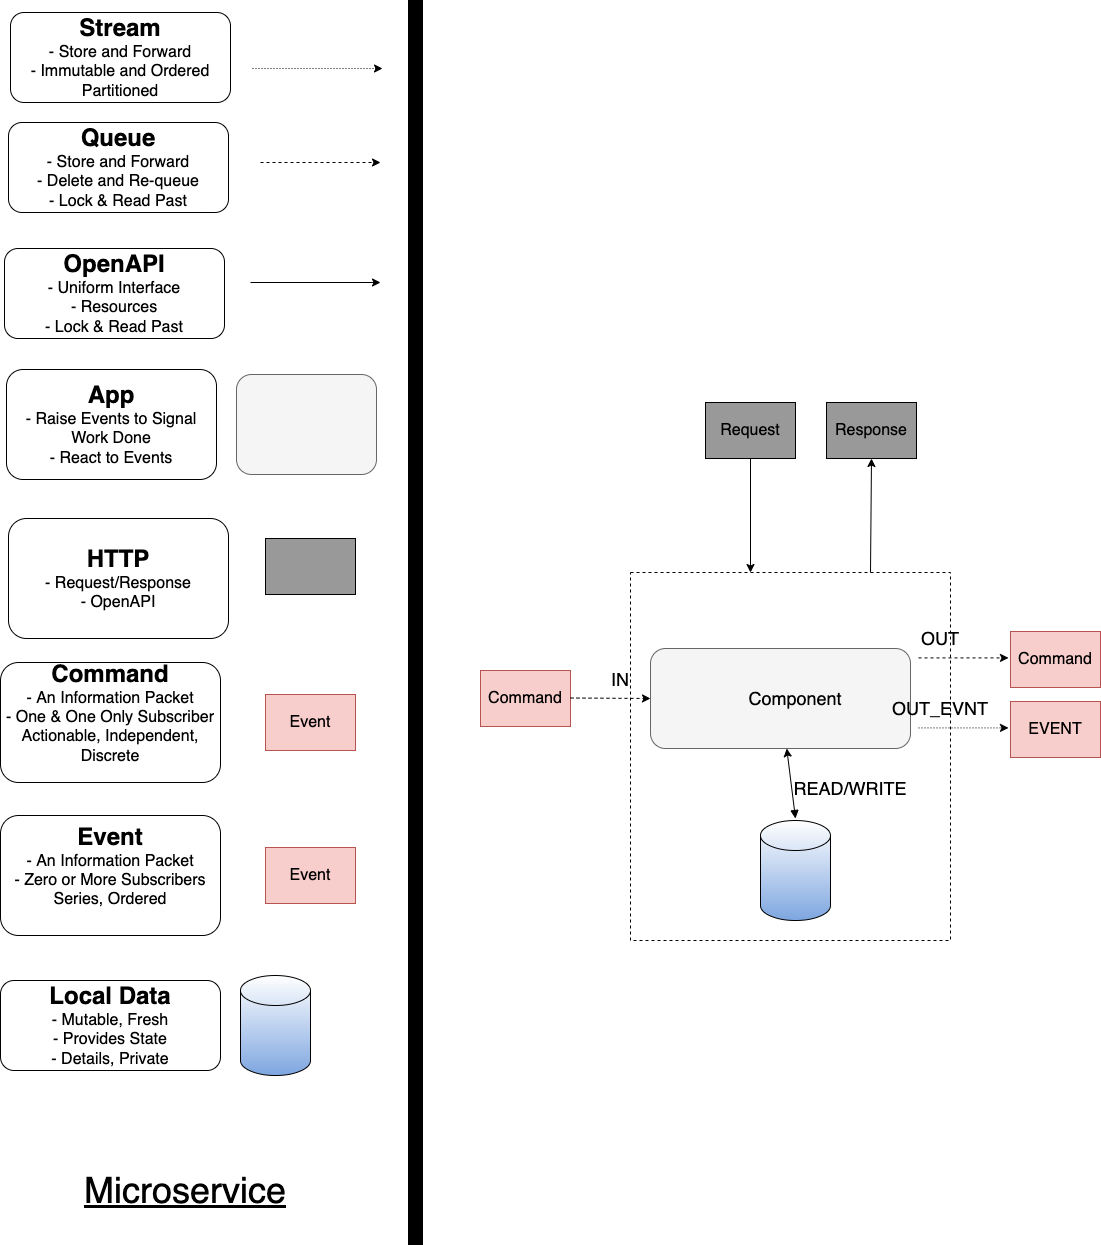 Stream
- Store and Forward
- Immutable and Ordered
Partitioned
Queue
- Store and Forward
- Delete and Re-queue
- Lock & Read Past
OpenAPI
- Uniform Interface
- Resources
- Lock & Read Past
App
- Raise Events to Signal
Work Done
- React to Events
HTTP
- Request/Response
- OpenAPI
Command
- An Information Packet
- One & One Only Subscriber
Actionable, Independent,
Discrete
Event
Event
- An Information Packet
- Zero or More Subscribers
Series, Ordered
Event
Local Data
- Mutable, Fresh
- Provides State
- Details, Private
Microservice
Request
Response
Command
IN
Component
OUT
Command
OUT_EVNT
EVENT
READ/WRITE